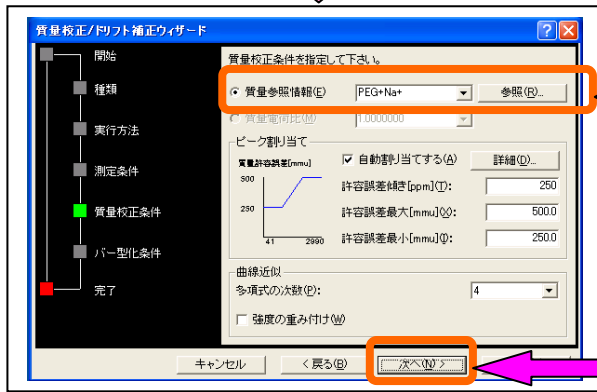 質量校正/ドリフト補正ウィザード
開始
種類
実行方法
測定条件
質量校正条件
バー型化条件
完了
質量校正条件を指定して下さい。
質量参照情報(E) PEG+Na+ 参照(R)...
質量電荷比(M) 1.0000000
ピーク割り当て
質量許容誤差[mmu]
500
250
41 2990
自動割り当てする(A) 詳細(D)...
許容誤差傾き[ppm](T): 250
許容誤差最大[mmu](X): 500.0
許容誤差最小[mmu](I): 250.0
曲線近似
多項式の次数(P): 4
強度の重み付け(W)
キャンセル < 戻る(B) 次へ(N) >